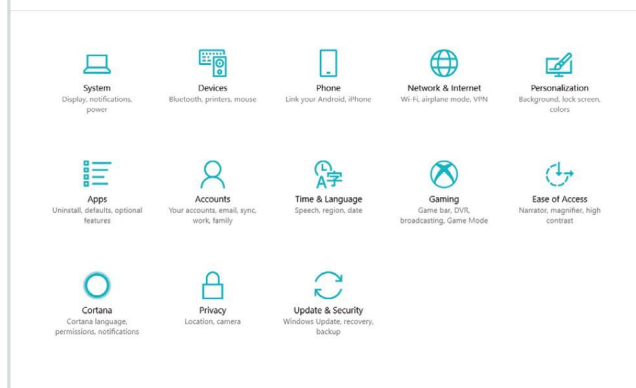 System
Display, notifications,
power
Devices
Bluetooth, printers, mouse
Phone
Link your Android, iPhone
Network & Internet
Wi-Fi, airplane mode, VPN
Personalization
Background, lock screen,
colors
Apps
Uninstall, defaults, optional
features
Accounts
Your accounts, email, sync,
work, family
A字
Time & Language
Speech, region, date
Gaming
Game bar, DVR,
broadcasting, Game Mode
Ease of Access
Narrator, magnifier, high
contrast
Cortana
Cortana language,
permissions, notifications
Privacy
Location, camera
Update & Security
Windows Update, recovery,
backup